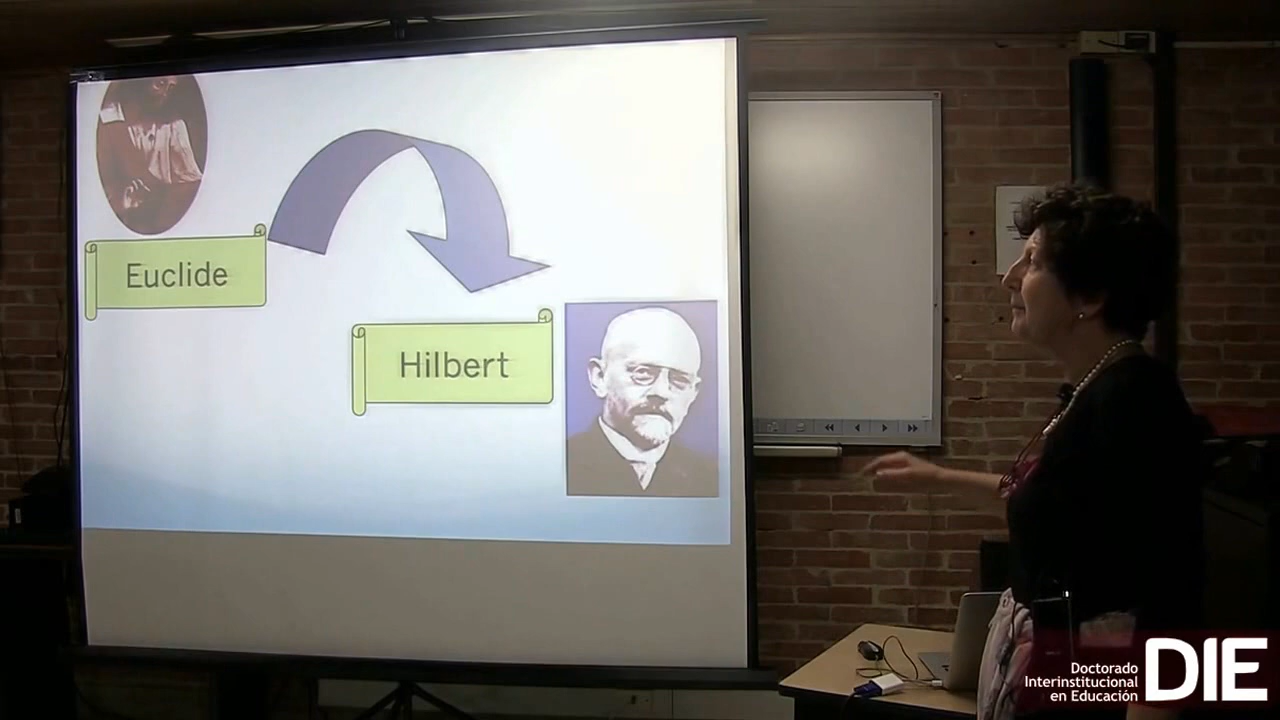 Euclide
Hilbert
Doctorado
Interinstitucional
en Educación
DIE